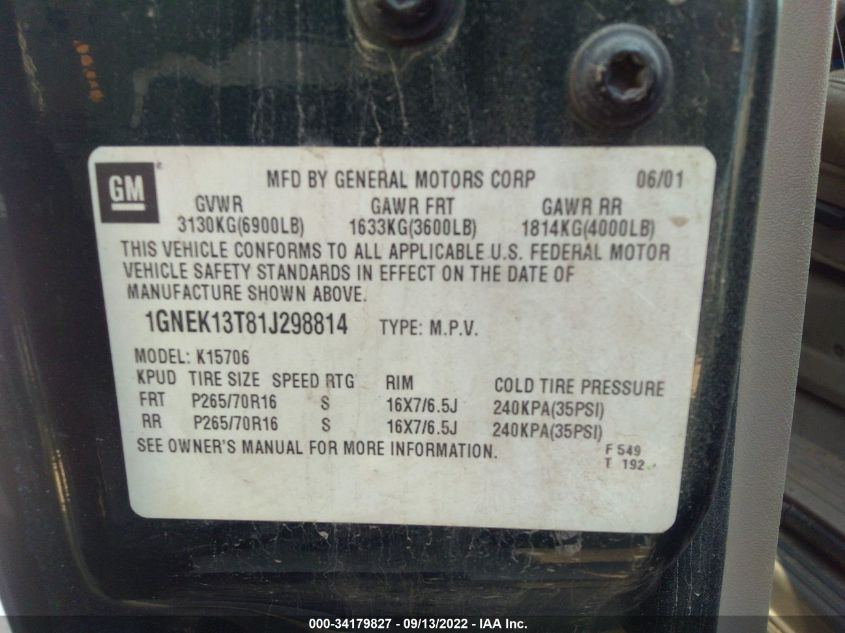 GM
MFD BY GENERAL MOTORS CORP 06/01
GVWR GAWR FRT GAWR RR
3130KG(6900LB) 1633KG(3600LB) 1814KG(4000LB)
THIS VEHICLE CONFORMS TO ALL APPLICABLE U.S. FEDERAL MOTOR
VEHICLE SAFETY STANDARDS IN EFFECT ON THE DATE OF
MANUFACTURE SHOWN ABOVE.
1GNEK13T81J298814 TYPE: M.P.V.
MODEL: K15706
KPUD TIRE SIZE SPEED RTG RIM COLD TIRE PRESSURE
FRT P265/70R16 S 16X7/6.5J 240KPA(35PSI)
RR P265/70R16 S 16X7/6.5J 240KPA(35PSI)
SEE OWNER'S MANUAL FOR MORE INFORMATION.
F 549
T 192
000-34179827 - 09/13/2022 - IAA Inc.